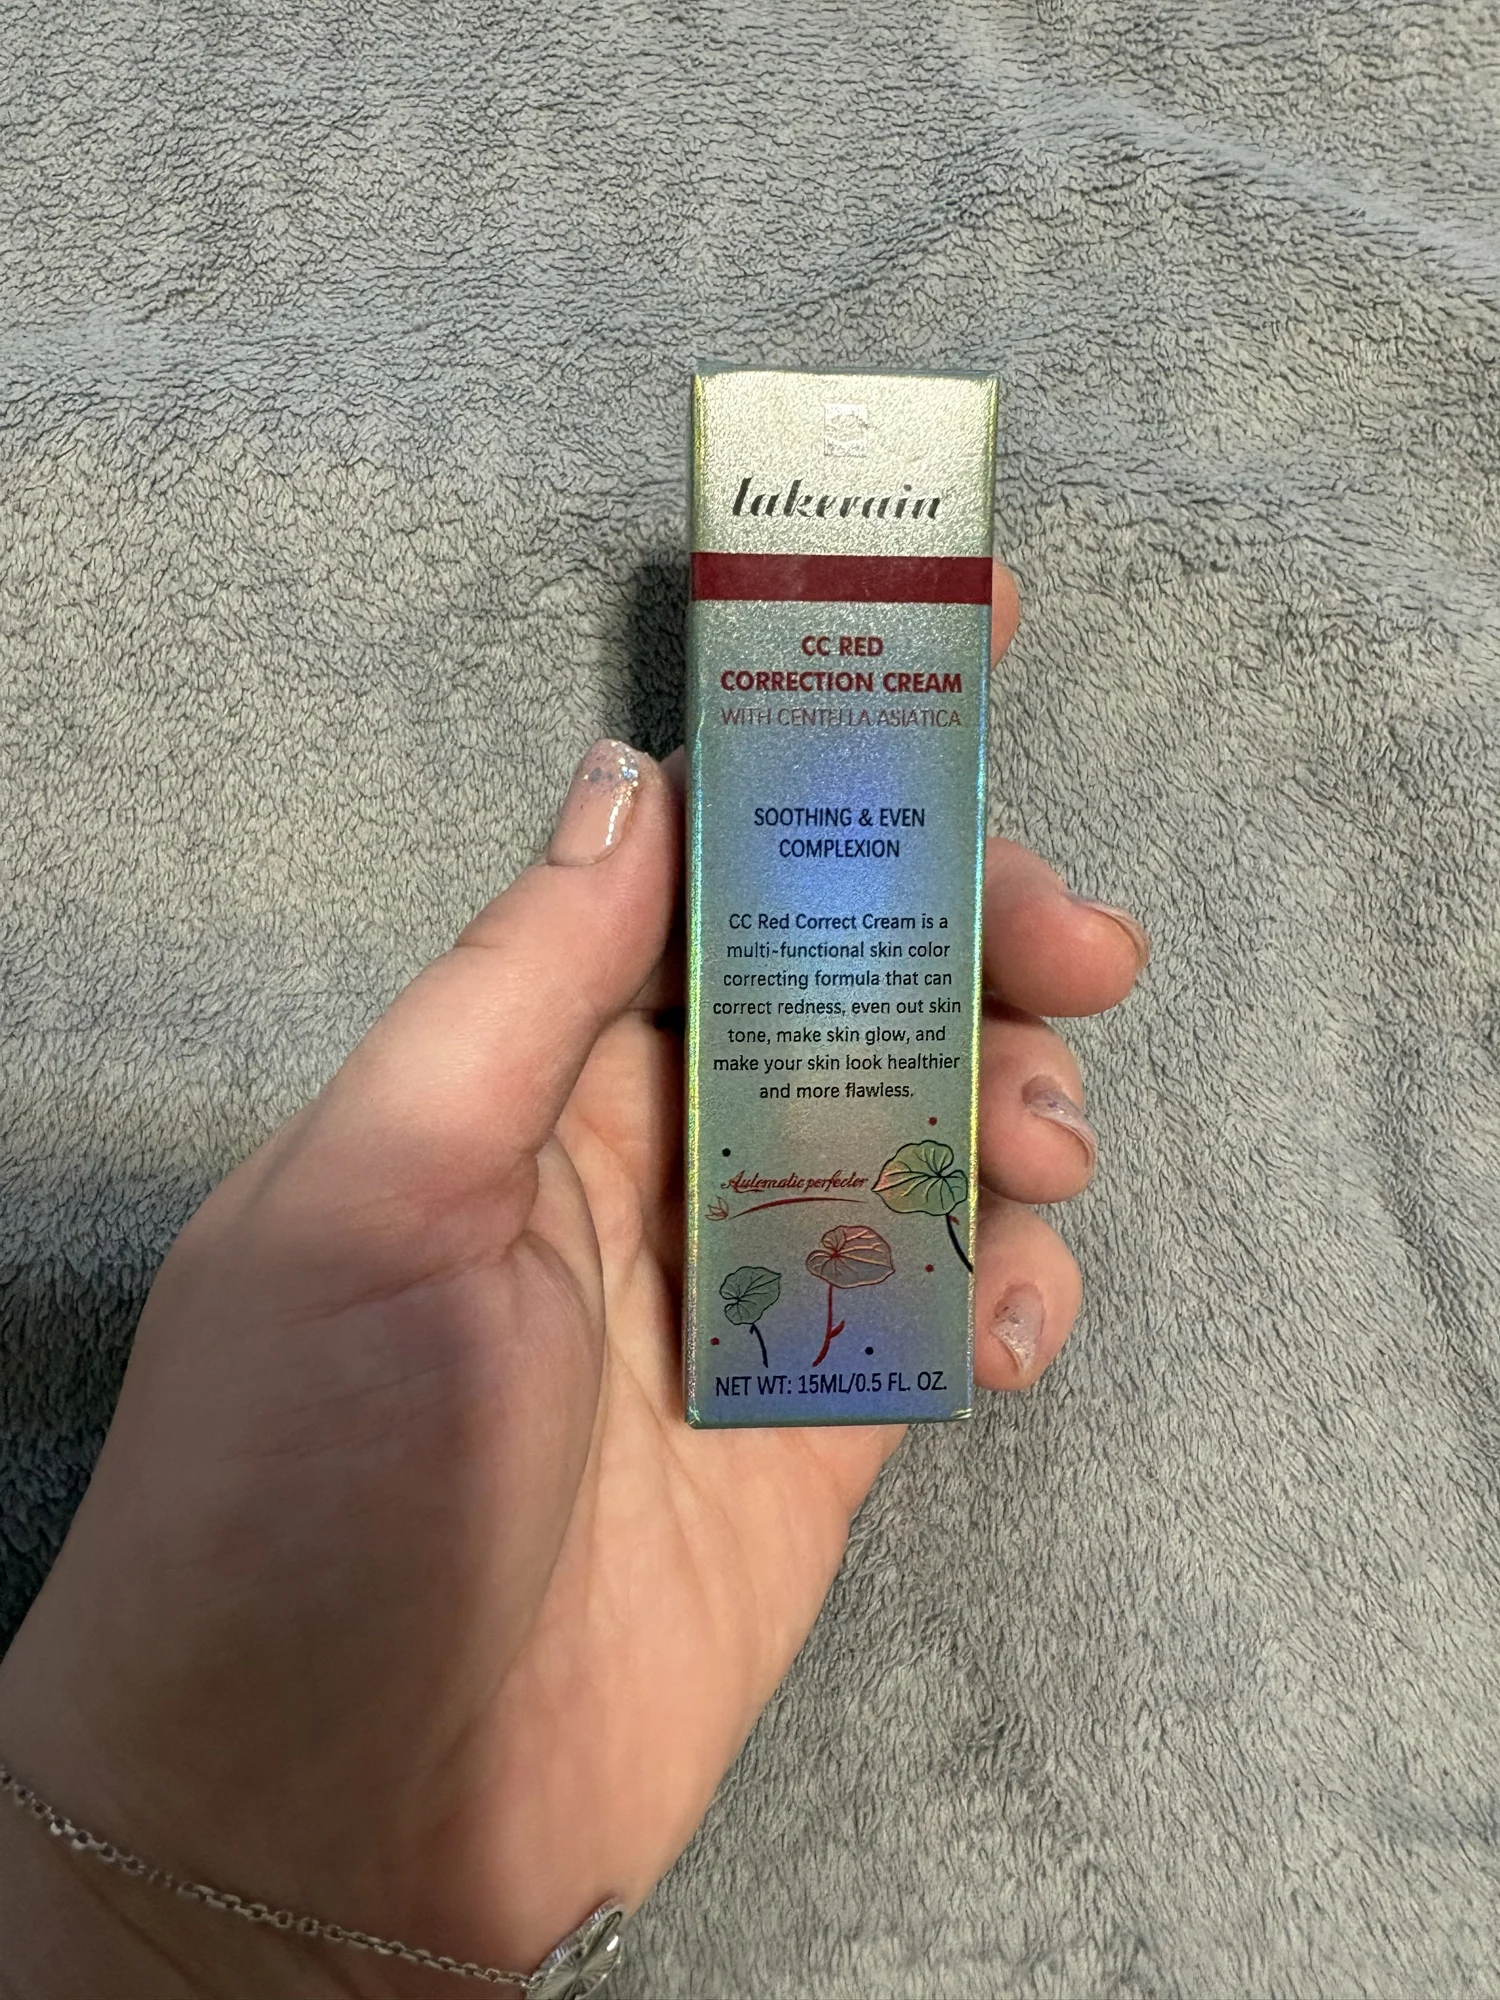 lakerain
CC RED
CORRECTION CREAM
WITH CENTELLA ASIATICA
SOOTHING & EVEN
COMPLEXION
CC Red Correct Cream is a
multi-functional skin color
correcting formula that can
correct redness, even out skin
tone, make skin glow, and
make your skin look healthier
and more flawless.
Automatic perfector
NET WT: 15ML/0.5 FL. OZ.